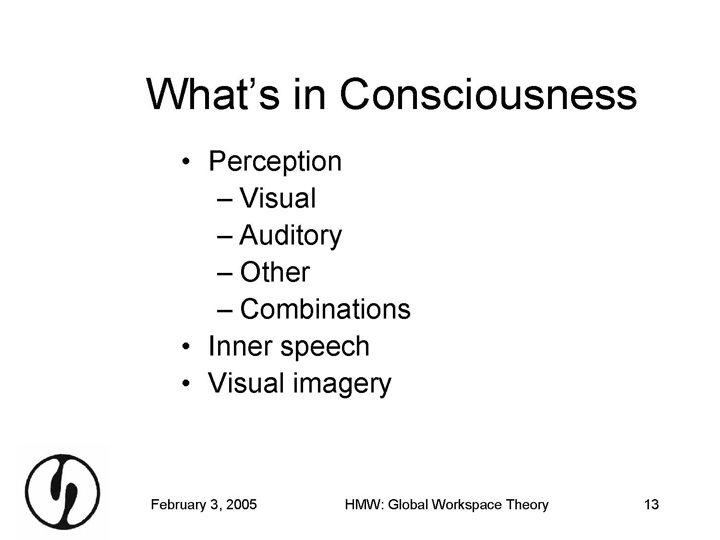 What's in Consciousness
• Perception
– Visual
– Auditory
– Other
– Combinations
• Inner speech
• Visual imagery
February 3, 2005 HMW: Global Workspace Theory 13